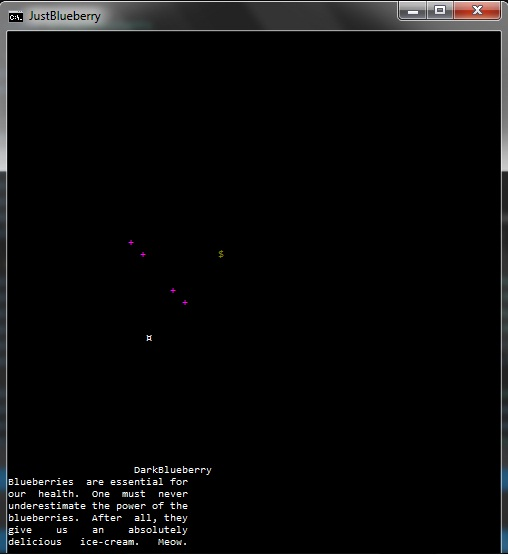 JustBlueberry
+
+ $
+
+
¤
DarkBlueberry
Blueberries are essential for
our health. One must never
underestimate the power of the
blueberries. After all, they
give us an absolutely
delicious ice-cream. Meow.